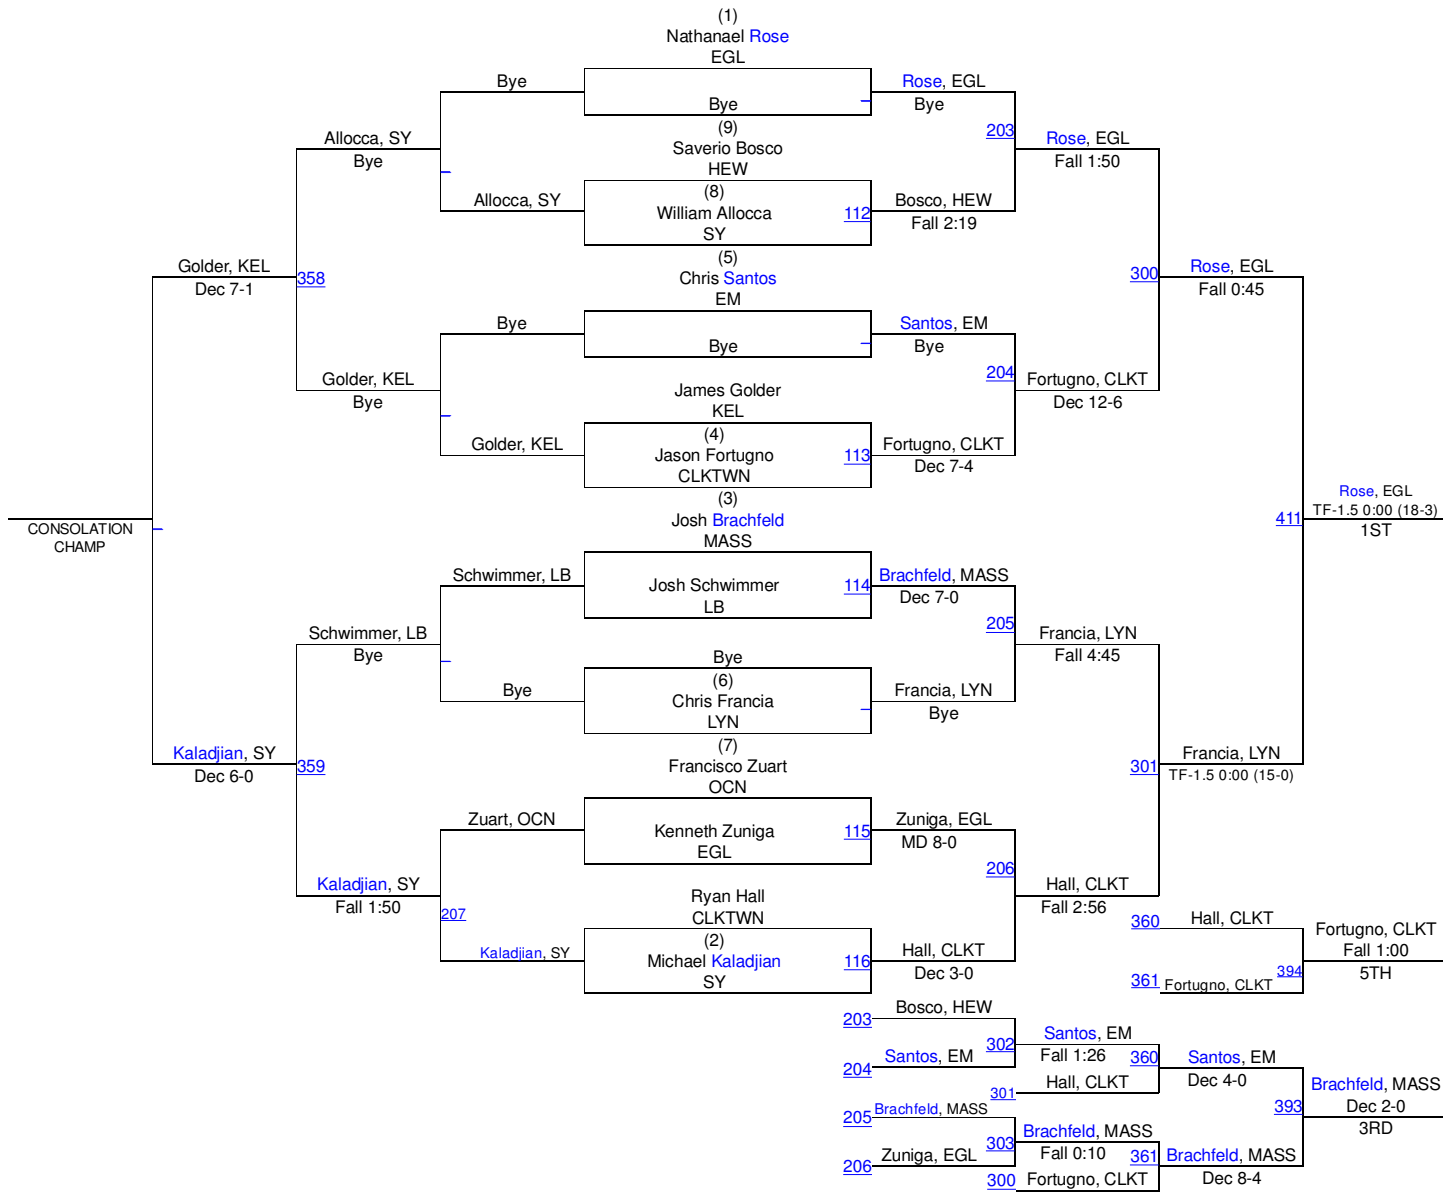 (1)
Nathanael Rose
EGL
Bye
Rose, EGL
Bye
Bye
(9)
203
Allocca, SY
Saverio Bosco
Rose, EGL
Bye
HEW
Fall 1:50
Allocca, SY
(8)
William Allocca
112
Bosco, HEW
SY
Fall 2:19
(5)
Golder, KEL
358
Chris Santos
300
Rose, EGL
Dec 7-1
EM
Fall 0:45
Bye
Santos, EM
Bye
Bye
204
Golder, KEL
James Golder
Fortugno, CLKT
Bye
KEL
Dec 12-6
Golder, KEL
(4)
Jason Fortugno
113
Fortugno, CLKT
CLKTWN
Dec 7-4
(3)
Josh Brachfeld
MASS
CONSOLATION
CHAMP
411
Rose, EGL
TF-1.5 0:00 (18-3)
1ST
Schwimmer, LB
Josh Schwimmer
114
Brachfeld, MASS
LB
Dec 7-0
205
Schwimmer, LB
Francia, LYN
Bye
Fall 4:45
Bye
Bye
(6)
Francia, LYN
Chris Francia
Bye
LYN
(7)
Kaladjian, SY
359
Francisco Zuart
301
Francia, LYN
Dec 6-0
OCN
TF-1.5 0:00 (15-0)
Zuart, OCN
Kenneth Zuniga
115
Zuniga, EGL
EGL
MD 8-0
206
Kaladjian, SY
Ryan Hall
Hall, CLKT
Fall 1:50
CLKTWN
Fall 2:56
207
Kaladjian, SY
(2)
Michael Kaladjian
116
Hall, CLKT
SY
Dec 3-0
360
Hall, CLKT
Fortugno, CLKT
Fall 1:00
361
Fortugno, CLKT
394
5TH
203
Bosco, HEW
302
Santos, EM
204
Santos, EM
Fall 1:26
360
Santos, EM
301
Hall, CLKT
Dec 4-0
205
Brachfeld, MASS
393
Brachfeld, MASS
Dec 2-0
3RD
303
Brachfeld, MASS
206
Zuniga, EGL
Fall 0:10
361
Brachfeld, MASS
300
Fortugno, CLKT
Dec 8-4